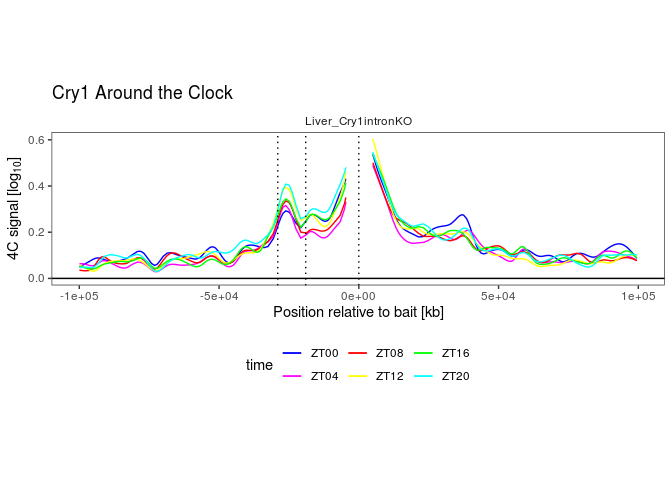 Cry1 Around the Clock
Liver_Cry1intronKO
0.6
0.4
0.2
0.0
4C signal [log10]
-1e+05 -5e+04 0e+00 5e+04 1e+05
Position relative to bait [kb]
time ZT00 ZT08 ZT16
ZT04 ZT12 ZT20